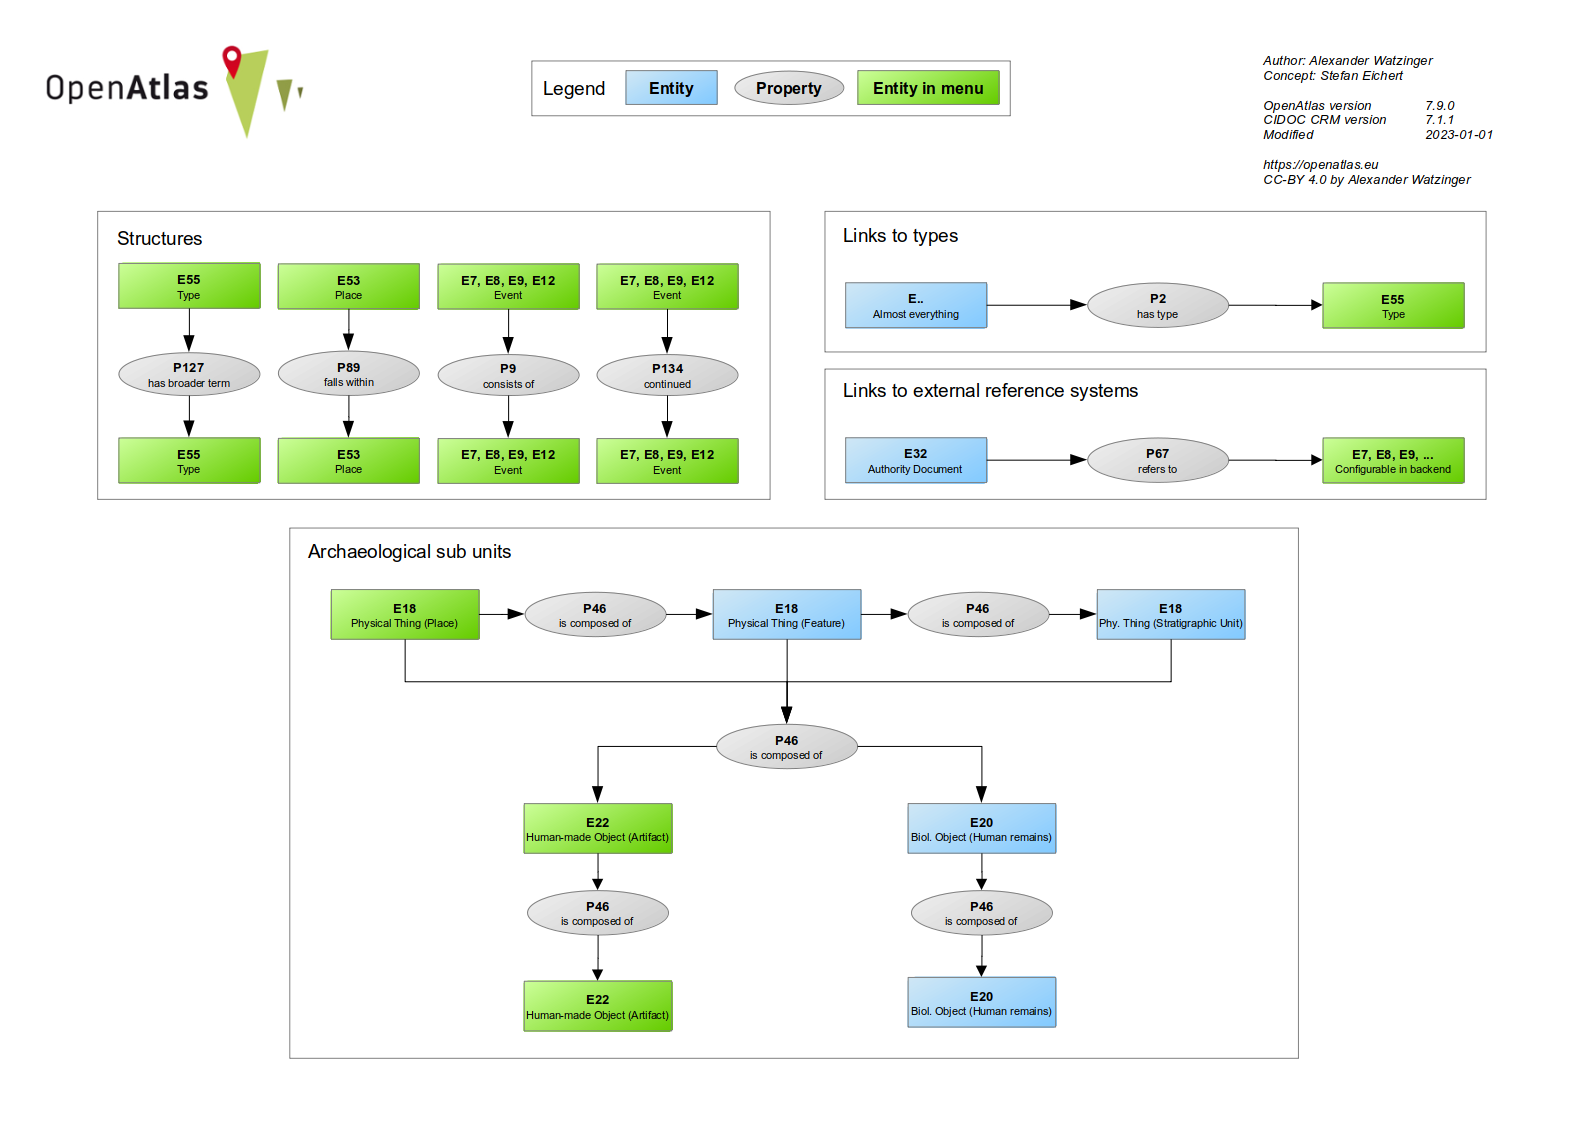 OpenAtlas
Legend
Entity
Property
Entity in menu
Author: Alexander Watzinger
Concept: Stefan Eichert
OpenAtlas version 7.9.0
CIDOC CRM version 7.1.1
Modified 2023-01-01
https://openatlas.eu
CC-BY 4.0 by Alexander Watzinger
Structures
E55
Type
E53
Place
E7, E8, E9, E12
Event
E7, E8, E9, E12
Event
P127
has broader term
P89
falls within
P9
consists of
P134
continued
E55
Type
E53
Place
E7, E8, E9, E12
Event
E7, E8, E9, E12
Event
Links to types
E..
Almost everything
P2
has type
E55
Type
Links to external reference systems
E32
Authority Document
P67
refers to
E7, E8, E9, ...
Configurable in backend
Archaeological sub units
E18
Physical Thing (Place)
P46
is composed of
E18
Physical Thing (Feature)
P46
is composed of
E18
Phy. Thing (Stratigraphic Unit)
P46
is composed of
E22
Human-made Object (Artifact)
E20
Biol. Object (Human remains)
P46
is composed of
P46
is composed of
E22
Human-made Object (Artifact)
E20
Biol. Object (Human remains)